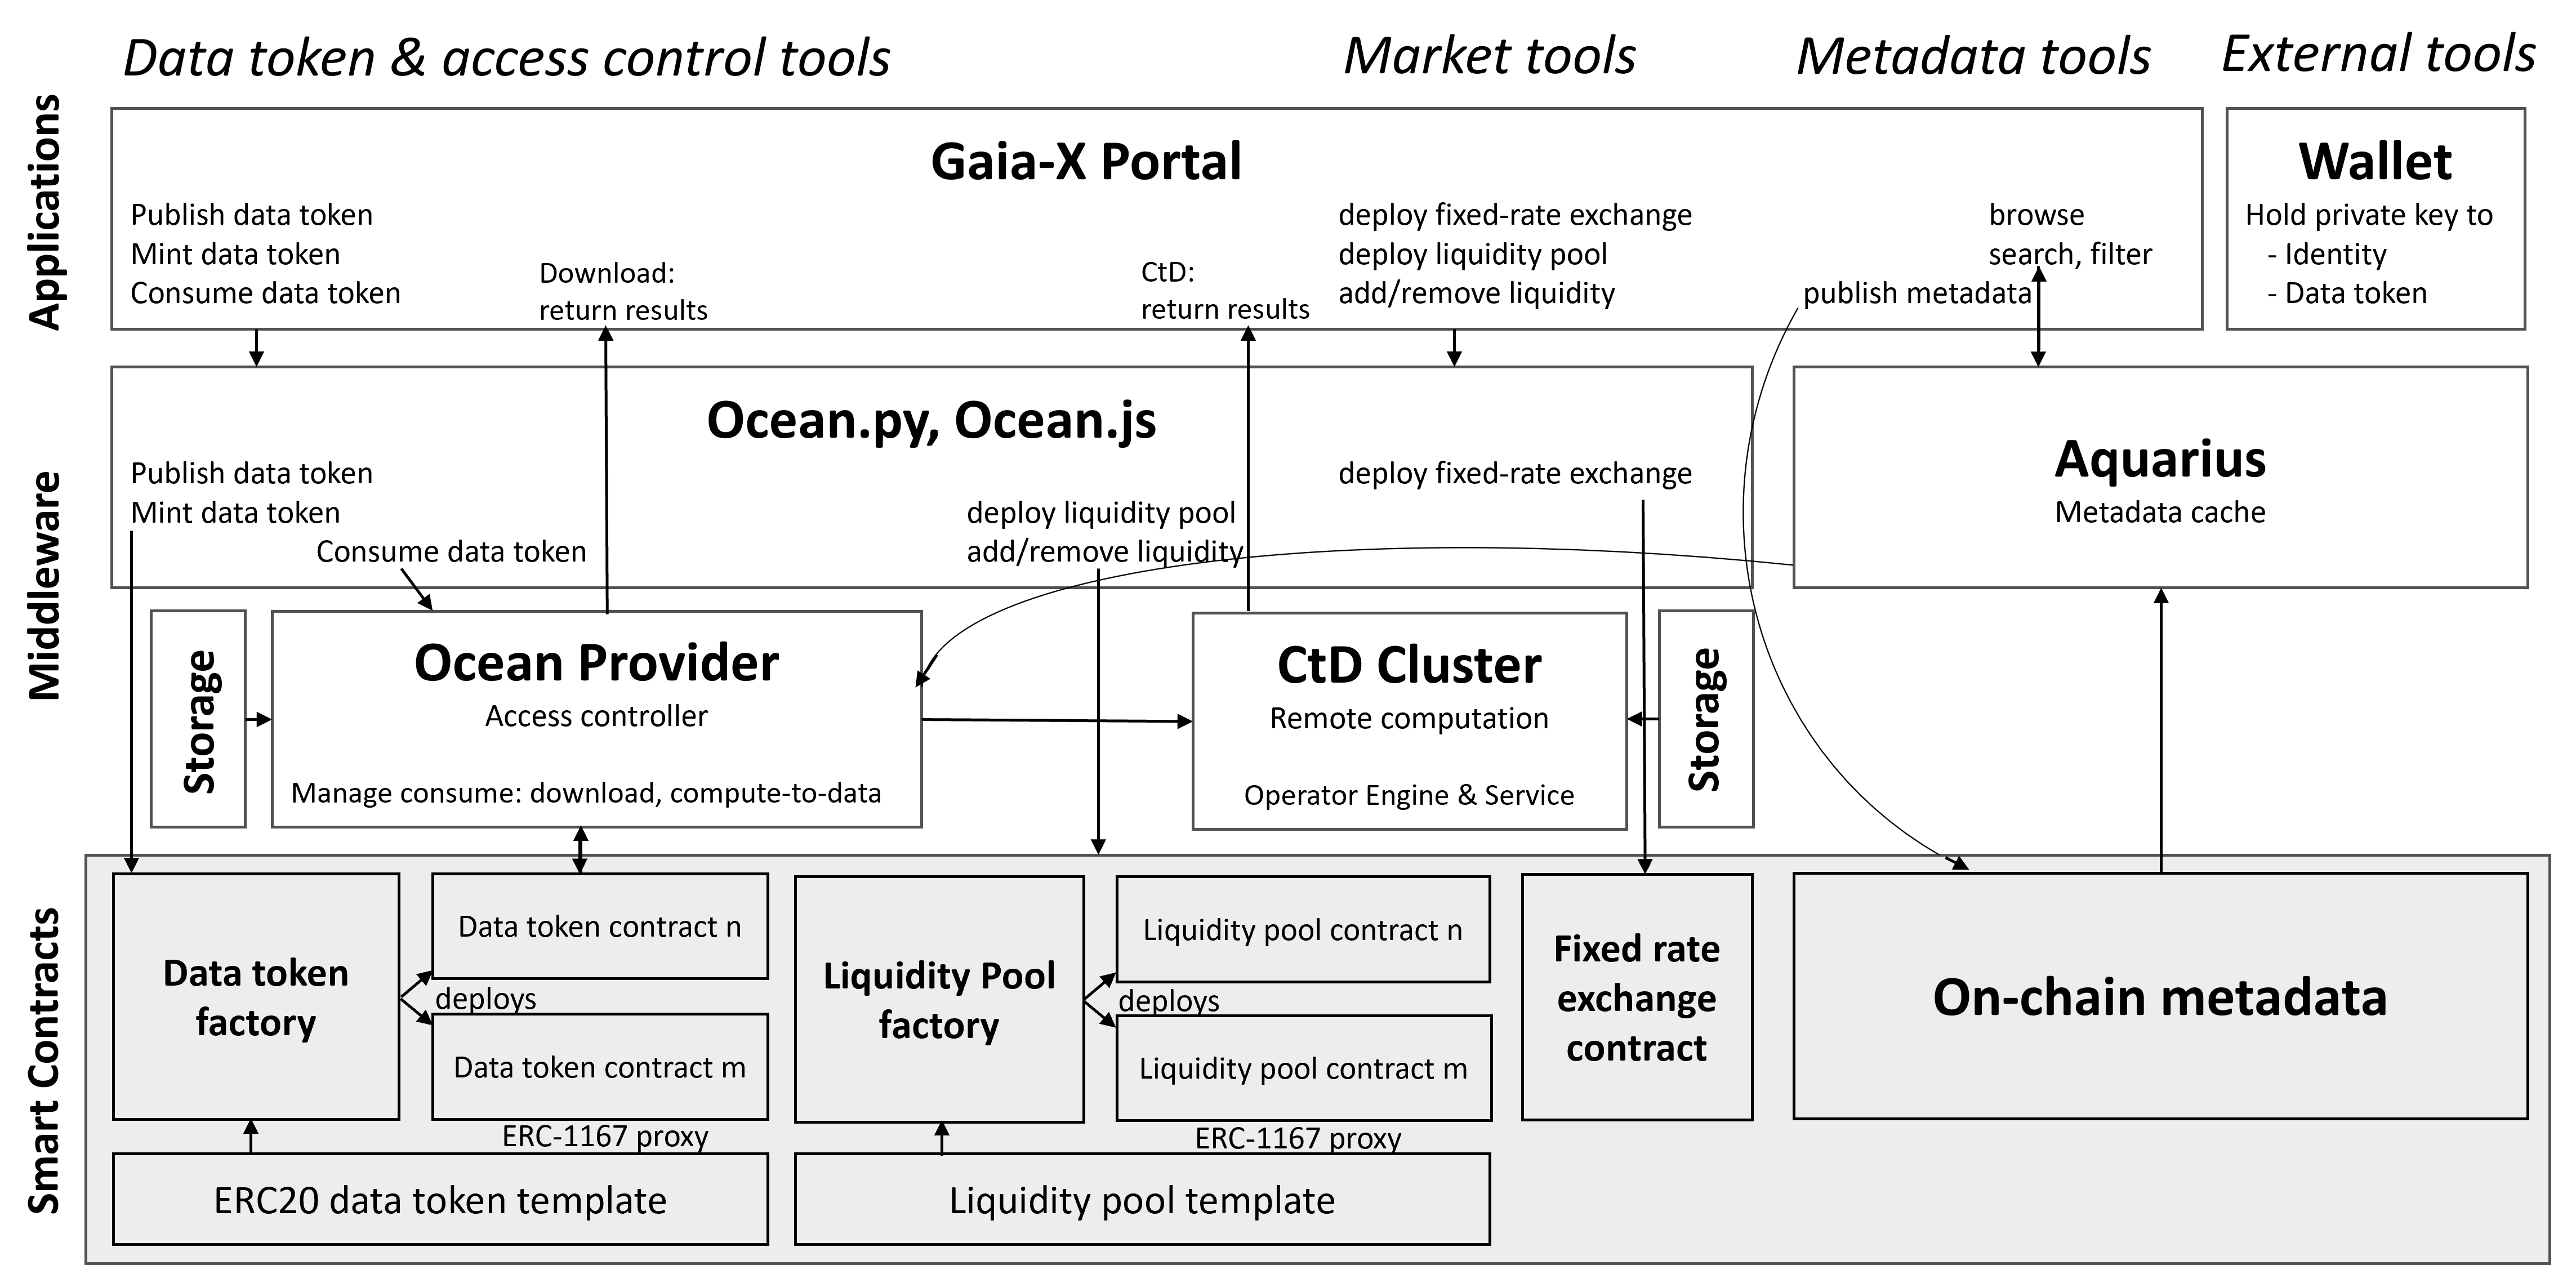 Data token & access control tools
Market tools
Metadata tools
External tools
Applications
Gaia-X Portal
Publish data token
Mint data token
Consume data token
Download:
return results
CtD:
return results
deploy fixed-rate exchange
deploy liquidity pool
add/remove liquidity
browse
search, filter
publish metadata
Wallet
Hold private key to
- Identity
- Data token
Middleware
Ocean.py, Ocean.js
Publish data token
Mint data token
Consume data token
deploy liquidity pool
add/remove liquidity
deploy fixed-rate exchange
Aquarius
Metadata cache
Storage
Ocean Provider
Access controller
Manage consume: download, compute-to-data
CtD Cluster
Remote computation
Operator Engine & Service
Storage
Smart Contracts
Data token
factory
deploys
Data token contract n
Data token contract m
ERC-1167 proxy
ERC20 data token template
Liquidity Pool
factory
deploys
Liquidity pool contract n
Liquidity pool contract m
ERC-1167 proxy
Liquidity pool template
Fixed rate
exchange
contract
On-chain metadata